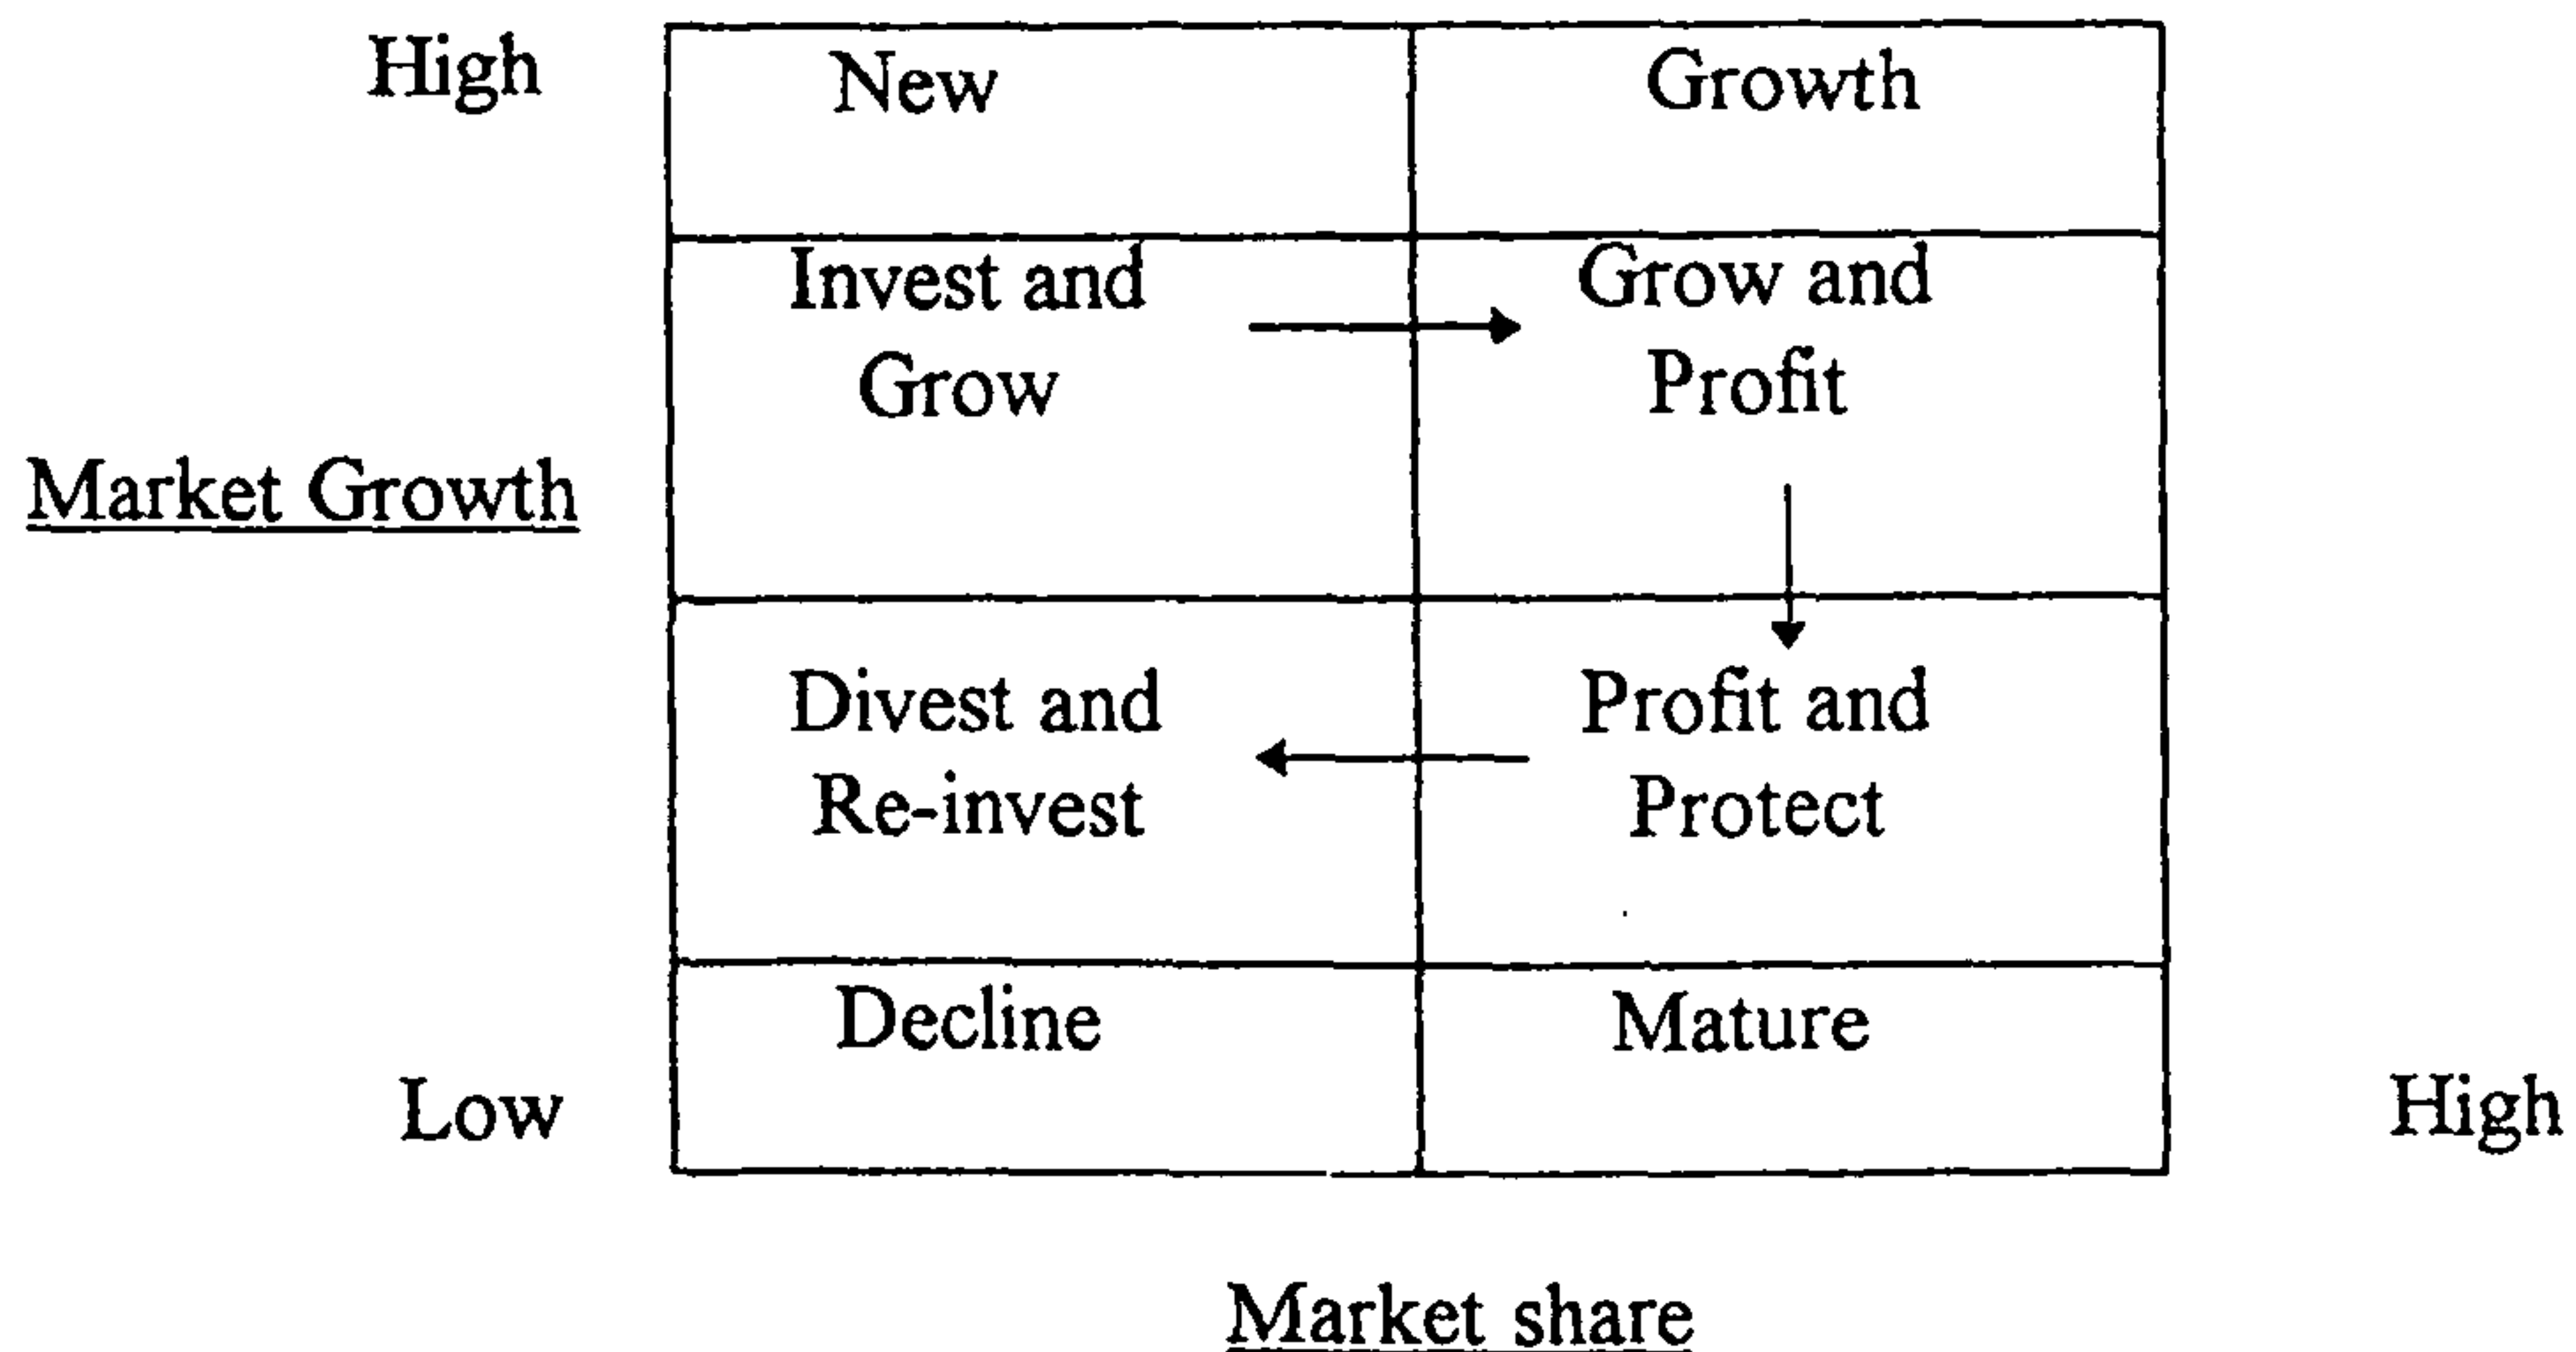 High
New
Growth
Invest and
Grow
Grow and
Profit
Market Growth
Divest and
Re-invest
Profit and
Protect
Decline
Mature
Low
High
Market share